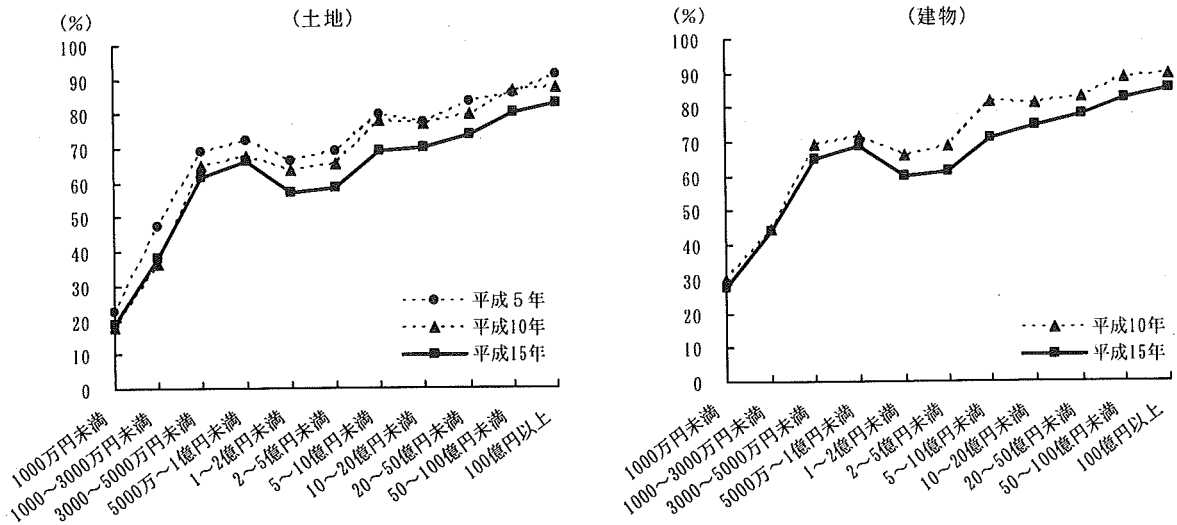 (%)
(土地)
100
90
80
70
60
50
40
30
20
10
0
平成5年
平成10年
平成15年
1000万円未満
1000～3000万円未満
3000～5000万円未満
5000万～1億円未満
1～2億円未満
2～5億円未満
5～10億円未満
10～20億円未満
20～50億円未満
50～100億円未満
100億円以上
(%)
(建物)
100
90
80
70
60
50
40
30
20
10
0
平成10年
平成15年
1000万円未満
1000～3000万円未満
3000～5000万円未満
5000万～1億円未満
1～2億円未満
2～5億円未満
5～10億円未満
10～20億円未満
20～50億円未満
50～100億円未満
100億円以上